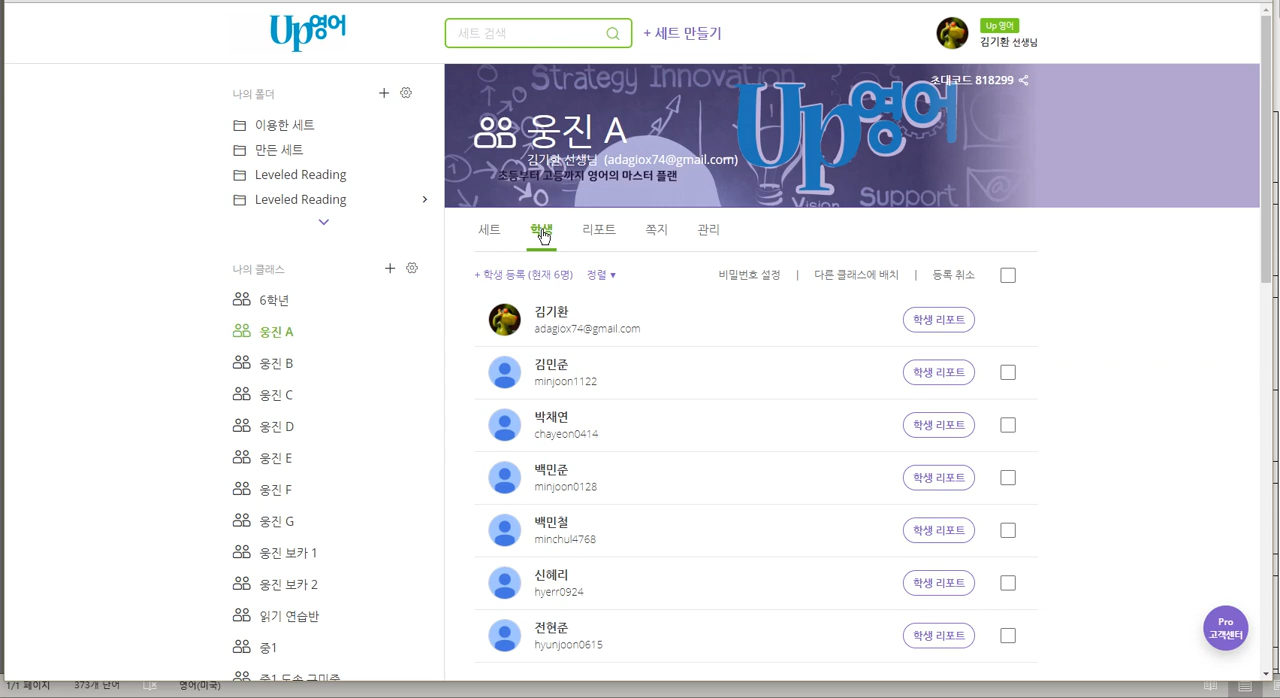 Up영어
세트 검색
+ 세트 만들기
Up 영어
김기환 선생님
나의 폴더
이용한 세트
만든 세트
Leveled Reading
Leveled Reading
나의 클래스
6학년
웅진 A
웅진 B
웅진 C
웅진 D
웅진 E
웅진 F
웅진 G
웅진 보카 1
웅진 보카 2
읽기 연습반
중1
Strategy Innovation
초대코드 818299
웅진 A
Up영어
김기환 선생님 (adagiox74@gmail.com)
초등부터 고등까지 영어의 마스터 플랜
Vision
Support
세트 학생 리포트 쪽지 관리
+ 학생 등록 (현재 6명) 정렬 ▾ 비밀번호 설정 | 다른 클래스에 배치 | 등록 취소
김기환
adagiox74@gmail.com
학생 리포트
김민준
minjoon1122
학생 리포트
박채연
chayeon0414
학생 리포트
백민준
minjoon0128
학생 리포트
백민철
minchul4768
학생 리포트
신혜리
hyerr0924
학생 리포트
전현준
hyunjoon0615
학생 리포트
Pro
고객센터
1/1 페이지 373개 단어 영어(미국)